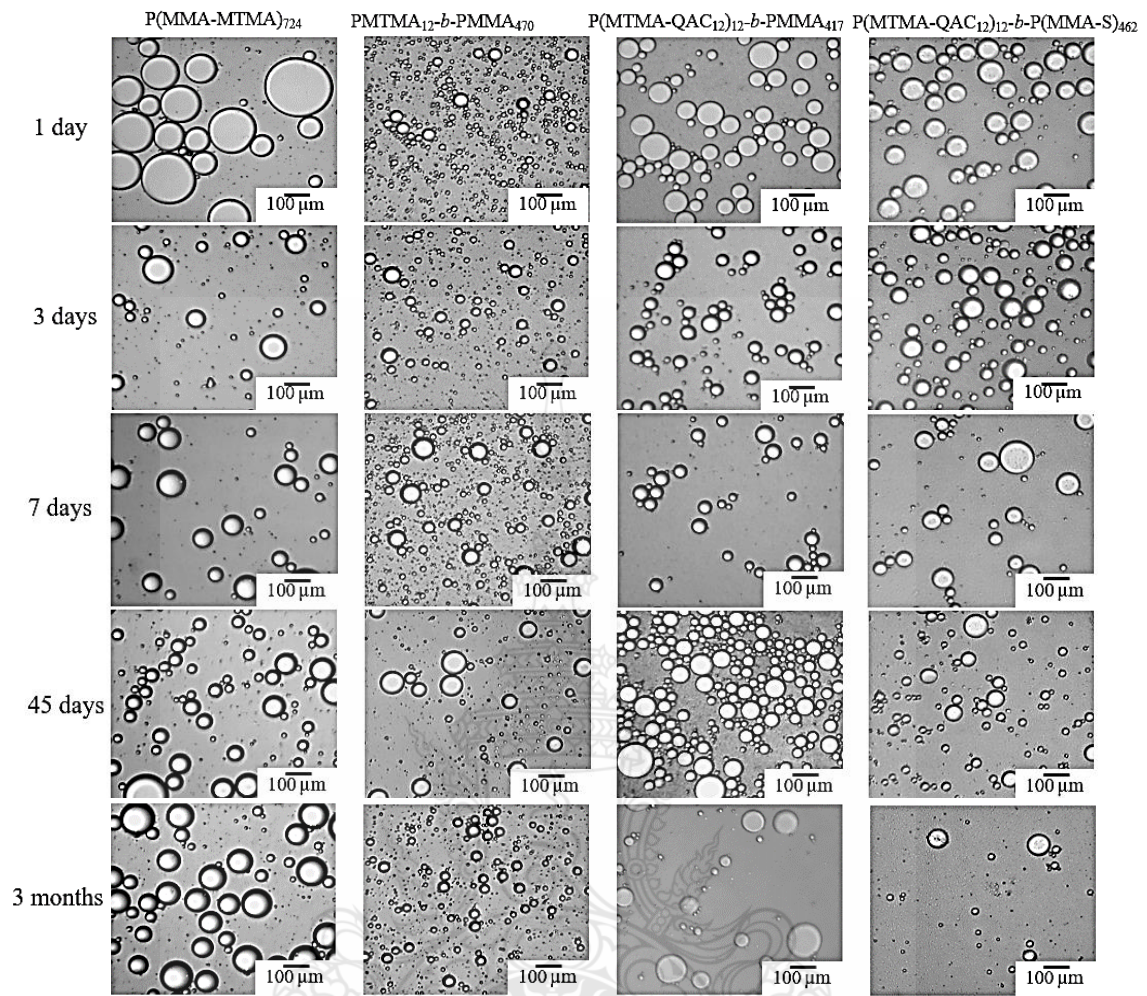 P(MMA-MTMA)₇₂₄ PMTMA₁₂-b-PMMA₄₇₀ P(MTMA-QAC₁₂)₁₂-b-PMMA₄₁₇ P(MTMA-QAC₁₂)₁₂-b-P(MMA-S)₄₆₂
1 day
100 µm 100 µm 100 µm 100 µm
3 days
100 µm 100 µm 100 µm 100 µm
7 days
100 µm 100 µm 100 µm 100 µm
45 days
100 µm 100 µm 100 µm 100 µm
3 months
100 µm 100 µm 100 µm 100 µm